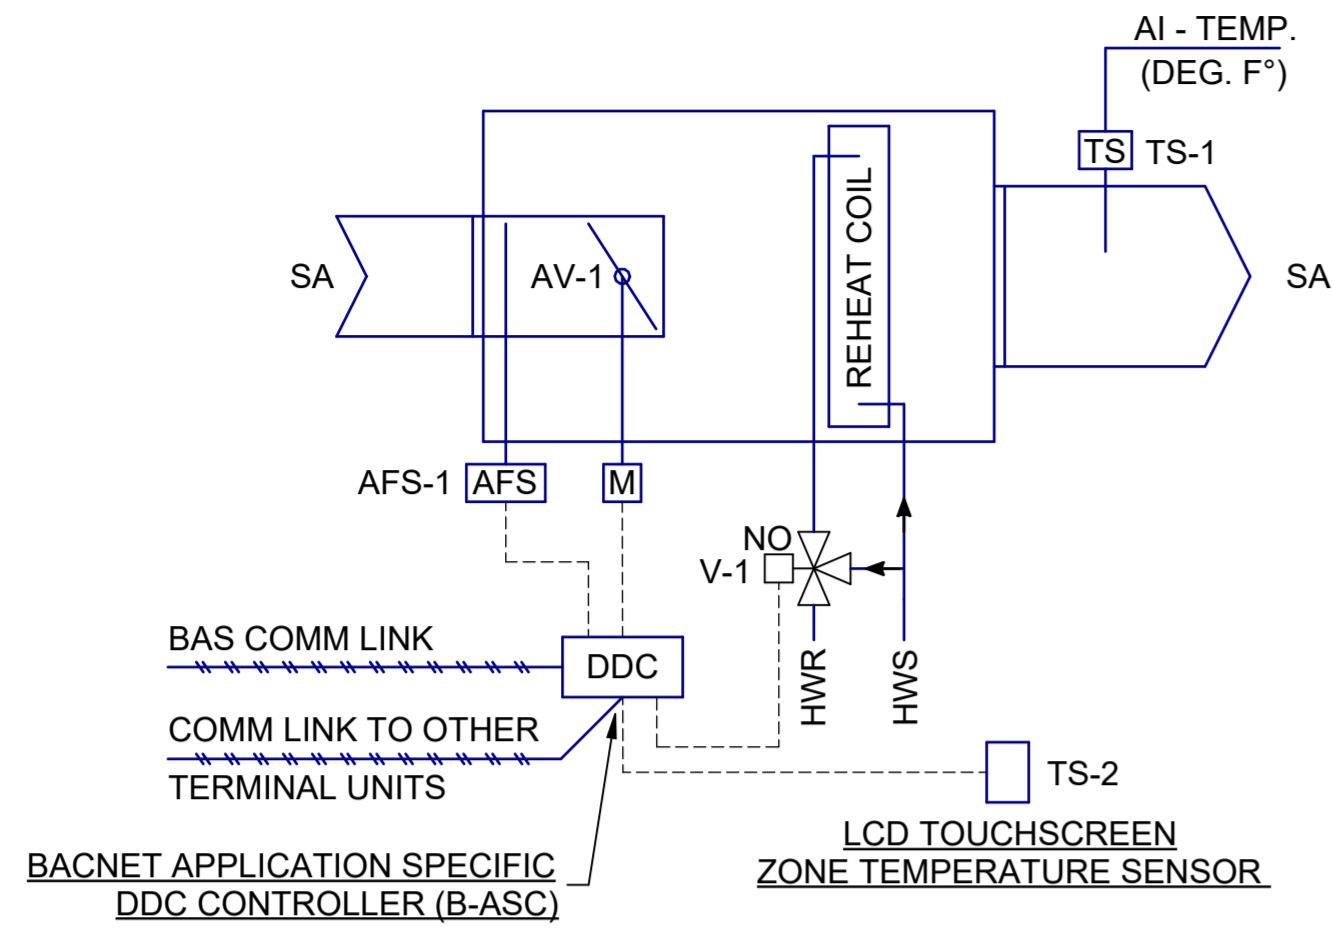 AI - TEMP.
(DEG. F°)
TS
TS-1
REHEAT COIL
SA
AV-1
SA
AFS-1
AFS
M
NO
V-1
BAS COMM LINK
DDC
HWR
HWS
COMM LINK TO OTHER
TERMINAL UNITS
TS-2
LCD TOUCHSCREEN
ZONE TEMPERATURE SENSOR
BACNET APPLICATION SPECIFIC
DDC CONTROLLER (B-ASC)